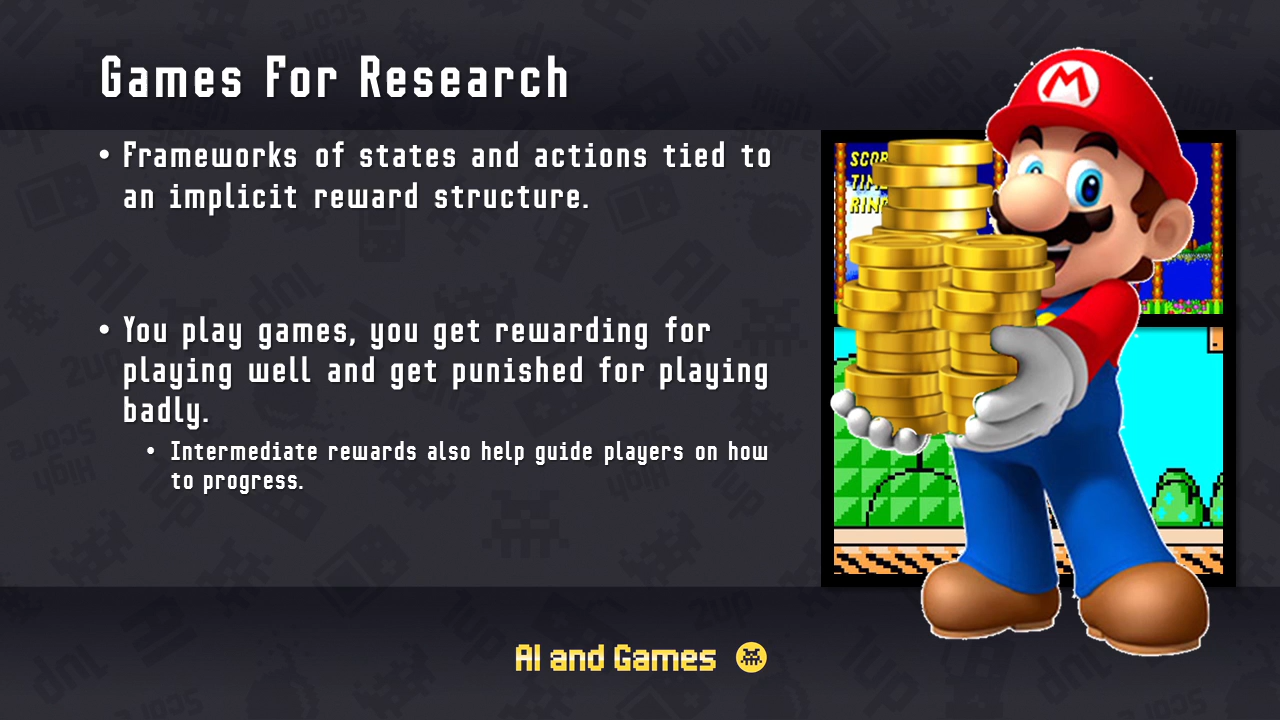 Games For Research
• Frameworks of states and actions tied to
an implicit reward structure.
• You play games, you get rewarding for
playing well and get punished for playing
badly.
• Intermediate rewards also help guide players on how
to progress.
M
AI and Games